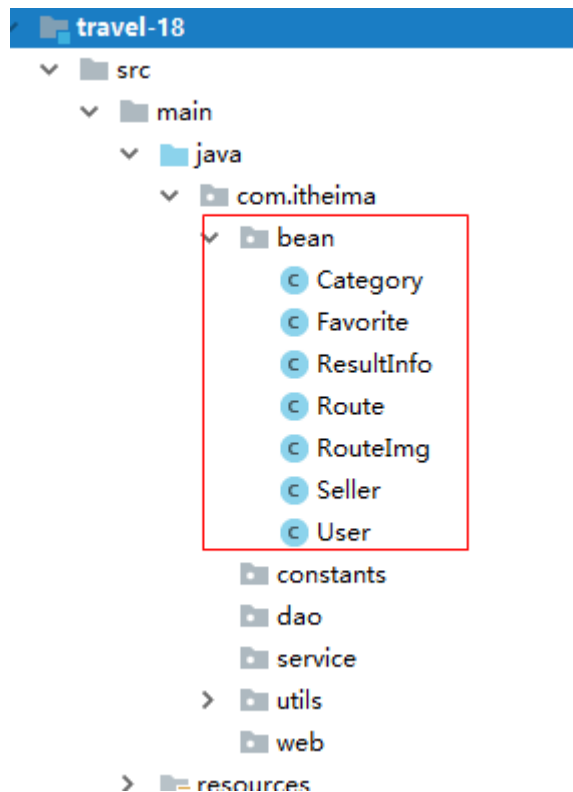 travel-18
src
main
java
com.itheima
bean
C Category
C Favorite
C ResultInfo
C Route
C RouteImg
C Seller
C User
constants
dao
service
utils
web
resources